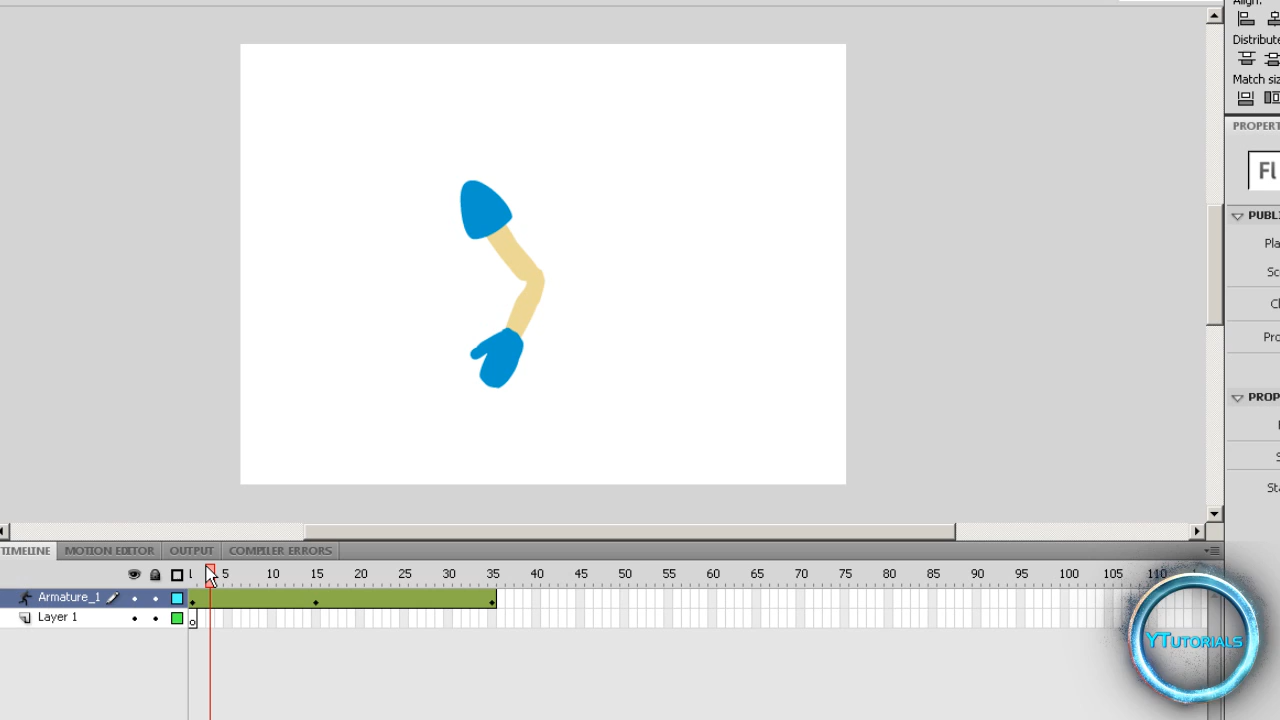 Align:
Distribute
Match siz
PROPERT
Fl
PUBLI
Pla
Sc
Cl
Pro
PROP
S
Sta
TIMELINE MOTION EDITOR OUTPUT COMPILER ERRORS
5 10 15 20 25 30 35 40 45 50 55 60 65 70 75 80 85 90 95 100 105 110
Armature_1
Layer 1
YTUTORIALS